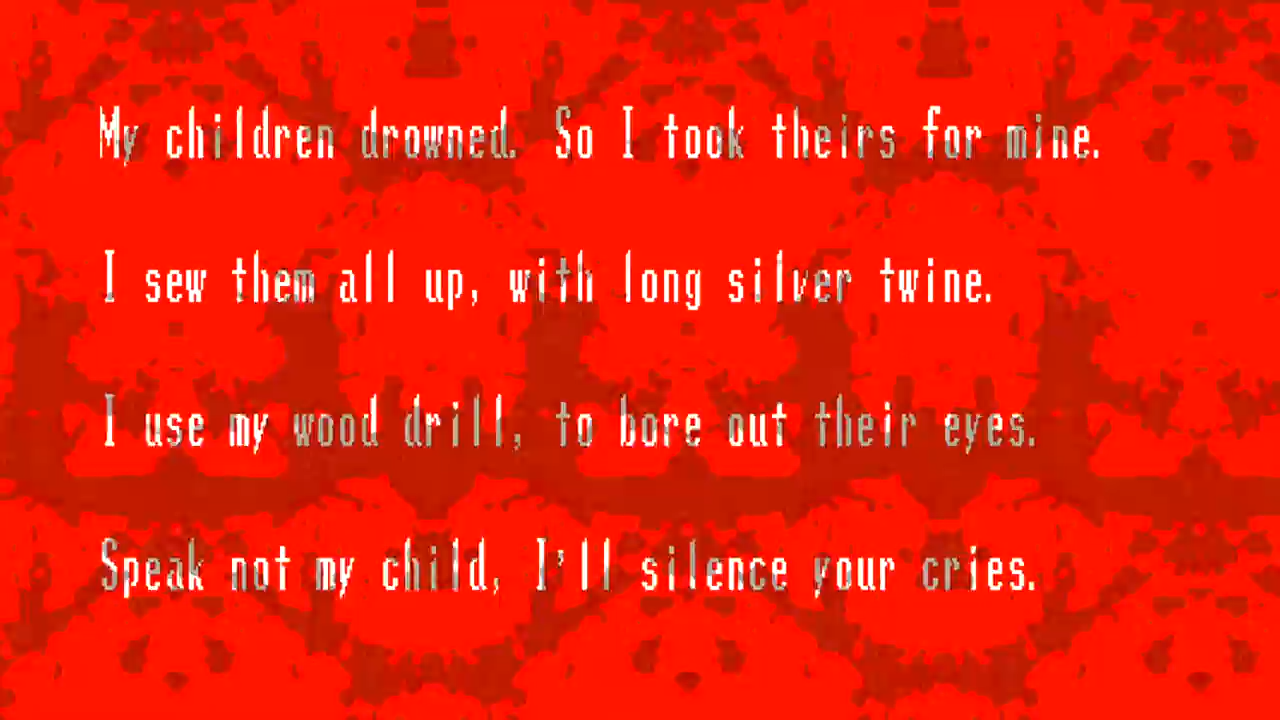 My children drowned. So I took theirs for mine.
I sew them all up, with long silver twine.
I use my wood drill, to bore out their eyes.
Speak not my child, I'll silence your cries.